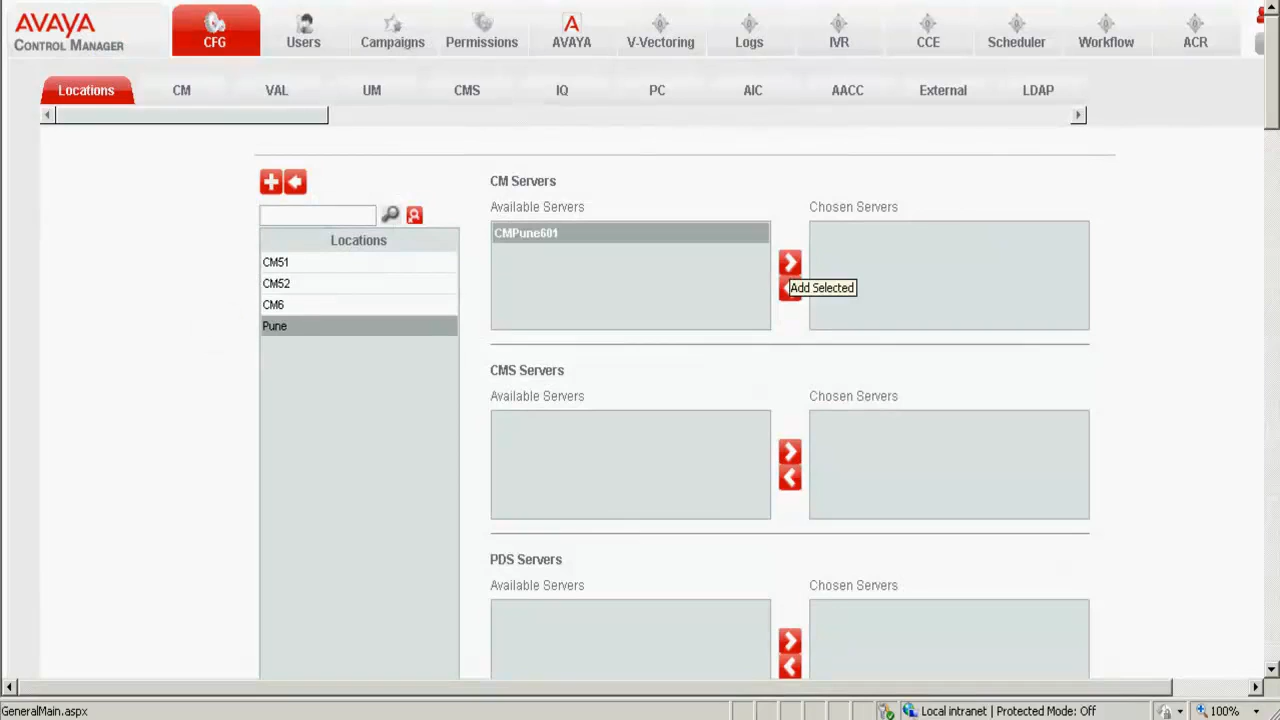 AVAYA
CONTROL MANAGER
CFG
Users
Campaigns
Permissions
AVAYA
V-Vectoring
Logs
IVR
CCE
Scheduler
Workflow
ACR
Locations
CM
VAL
UM
CMS
IQ
PC
AIC
AACC
External
LDAP
Locations
CM51
CM52
CM6
Pune
CM Servers
Available Servers
Chosen Servers
CMPune601
Add Selected
CMS Servers
Available Servers
Chosen Servers
PDS Servers
Available Servers
Chosen Servers
GeneralMain.aspx
Local intranet | Protected Mode: Off
100%